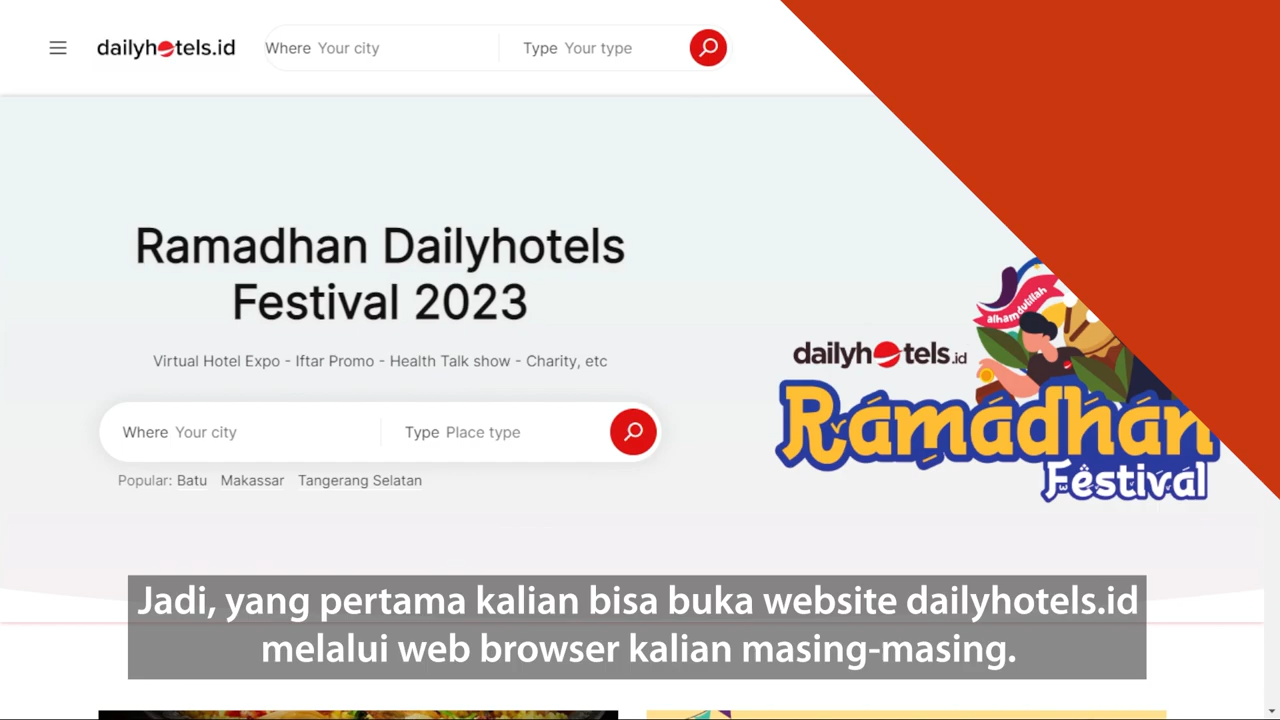 dailyhotels.id
Where Your city
Type Your type
Ramadhan Dailyhotels
Festival 2023
Virtual Hotel Expo - Iftar Promo - Health Talk show - Charity, etc
Where Your city
Type Place type
Popular: Batu Makassar Tangerang Selatan
alhamdulillah
dailyhotels.id
Ramadhan
Festival
Jadi, yang pertama kalian bisa buka website dailyhotels.id
melalui web browser kalian masing-masing.